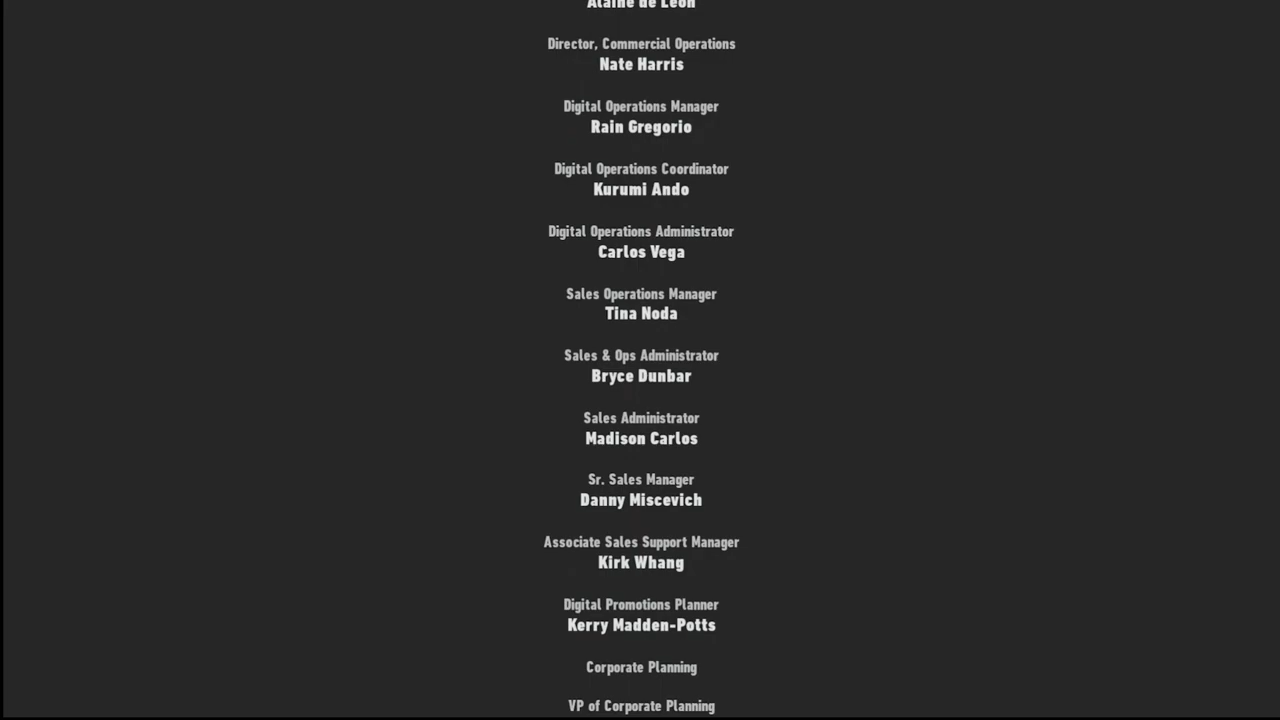 Alaine de Leon
Director, Commercial Operations
Nate Harris
Digital Operations Manager
Rain Gregorio
Digital Operations Coordinator
Kurumi Ando
Digital Operations Administrator
Carlos Vega
Sales Operations Manager
Tina Noda
Sales & Ops Administrator
Bryce Dunbar
Sales Administrator
Madison Carlos
Sr. Sales Manager
Danny Miscevich
Associate Sales Support Manager
Kirk Whang
Digital Promotions Planner
Kerry Madden-Potts
Corporate Planning
VP of Corporate Planning